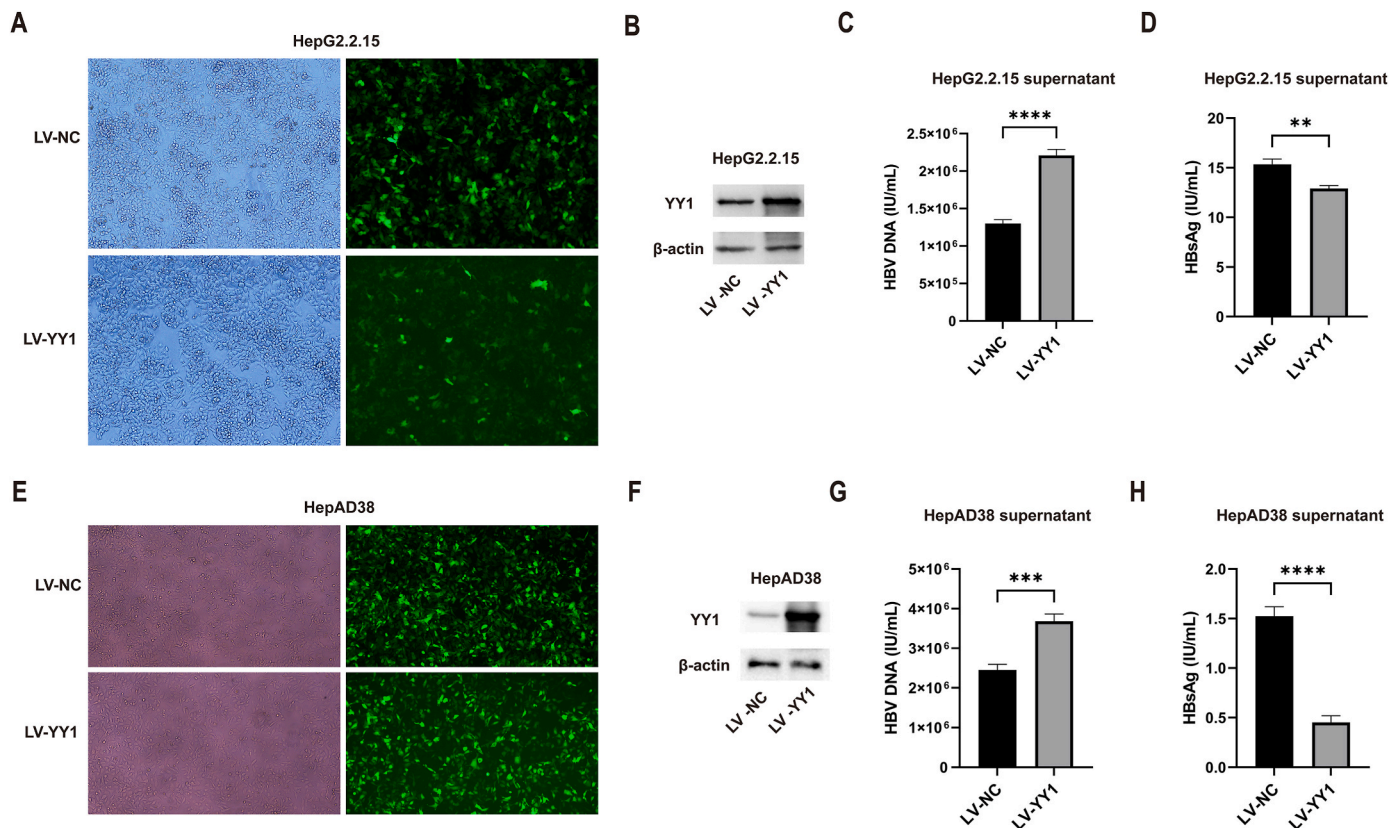 A
HepG2.2.15
LV-NC
LV-YY1
B
HepG2.2.15
YY1
β-actin
LV -NC
LV -YY1
C
HepG2.2.15 supernatant
****
HBV DNA (IU/mL)
2.5×10⁶
2×10⁶
1.5×10⁶
1×10⁶
5×10⁵
0
LV-NC
LV-YY1
D
HepG2.2.15 supernatant
**
HBsAg (IU/mL)
20
15
10
5
0
LV-NC
LV-YY1
E
HepAD38
LV-NC
LV-YY1
F
HepAD38
YY1
β-actin
LV -NC
LV -YY1
G
HepAD38 supernatant
***
HBV DNA (IU/mL)
5×10⁶
4×10⁶
3×10⁶
2×10⁶
1×10⁶
0
LV-NC
LV-YY1
H
HepAD38 supernatant
****
HBsAg (IU/mL)
2.0
1.5
1.0
0.5
0.0
LV-NC
LV-YY1